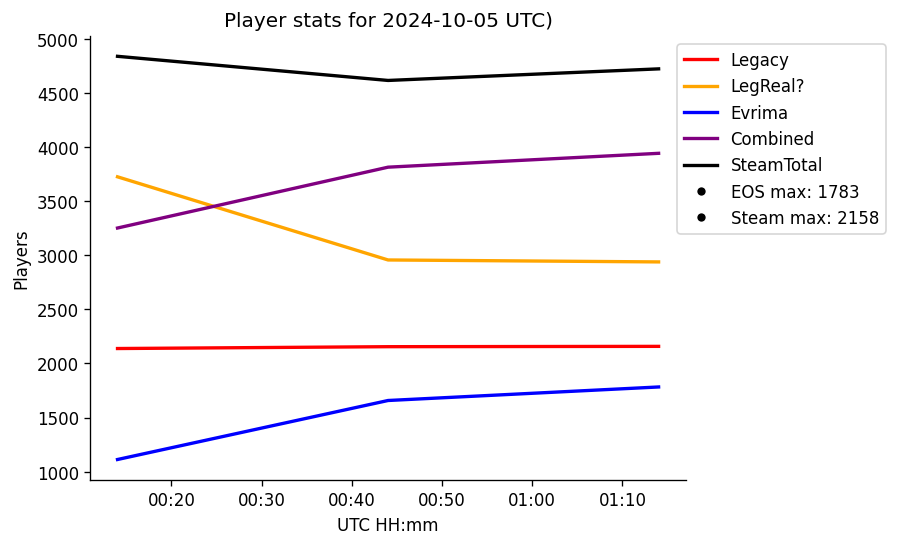 Player stats for 2024-10-05 UTC)
5000
4500
4000
3500
3000
2500
2000
1500
1000
Players
00:20
00:30
00:40
00:50
01:00
01:10
UTC HH:mm
Legacy
LegReal?
Evrima
Combined
SteamTotal
EOS max: 1783
Steam max: 2158